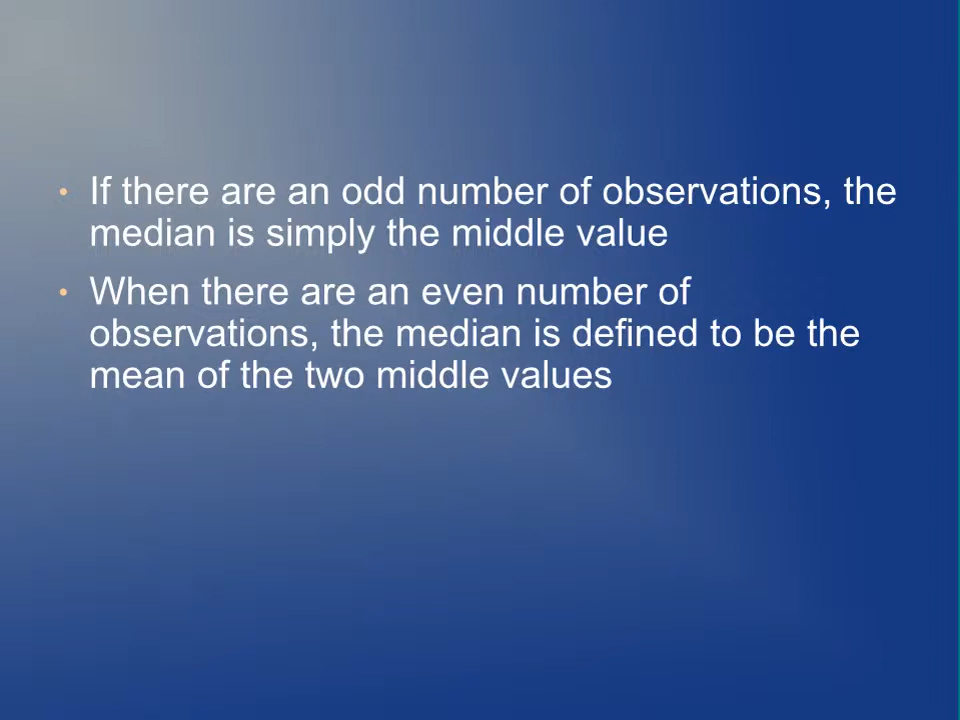 • If there are an odd number of observations, the
median is simply the middle value
• When there are an even number of
observations, the median is defined to be the
mean of the two middle values